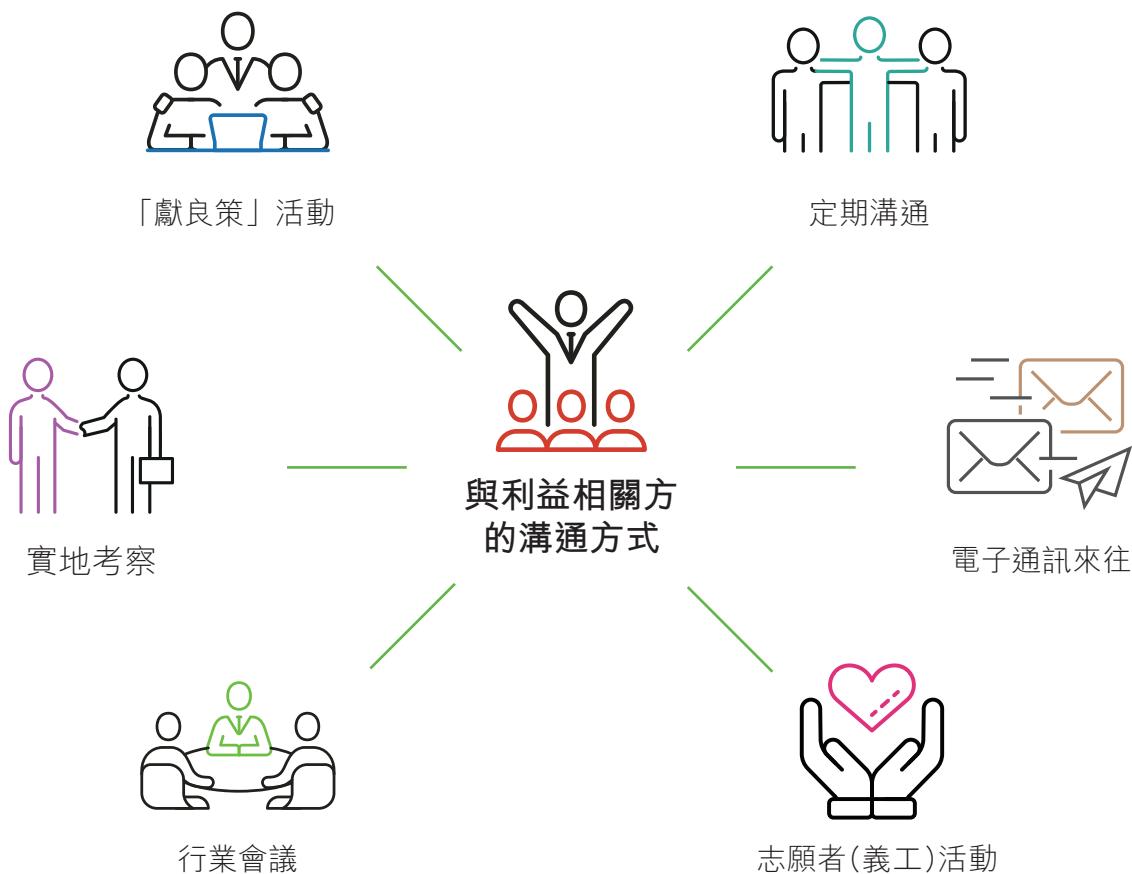 「獻良策」活動
定期溝通
實地考察
與利益相關方
的溝通方式
電子通訊來往
行業會議
志願者(義工)活動